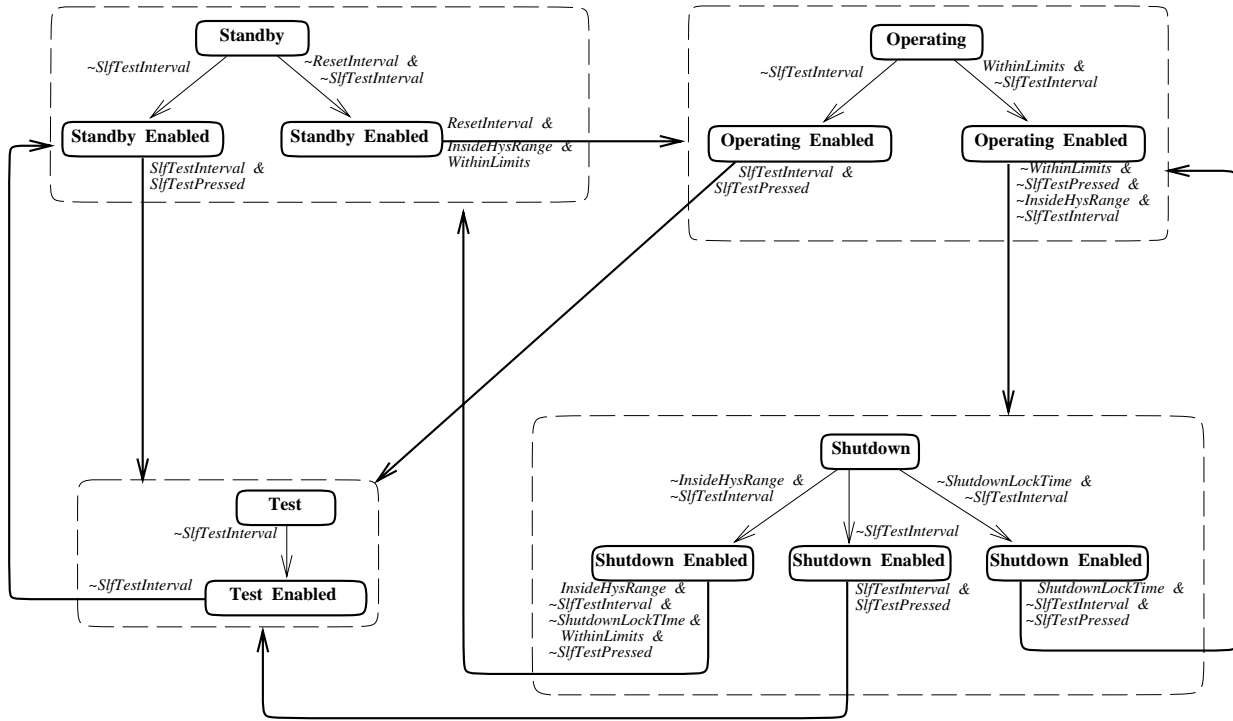 Standby
~SlfTestInterval
~ResetInterval &
~SlfTestInterval
Standby Enabled
Standby Enabled
ResetInterval &
InsideHysRange &
WithinLimits
SlfTestInterval &
SlfTestPressed
Operating
~SlfTestInterval
WithinLimits &
~SlfTestInterval
Operating Enabled
Operating Enabled
SlfTestInterval &
SlfTestPressed
~WithinLimits &
~SlfTestPressed &
~InsideHysRange &
~SlfTestInterval
Test
~SlfTestInterval
~SlfTestInterval
Test Enabled
Shutdown
~InsideHysRange &
~SlfTestInterval
~SlfTestInterval
~ShutdownLockTime &
~SlfTestInterval
Shutdown Enabled
Shutdown Enabled
Shutdown Enabled
InsideHysRange &
~SlfTestInterval &
~ShutdownLockTIme &
WithinLimits &
~SlfTestPressed
SlfTestInterval &
SlfTestPressed
ShutdownLockTime &
~SlfTestInterval &
~SlfTestPressed